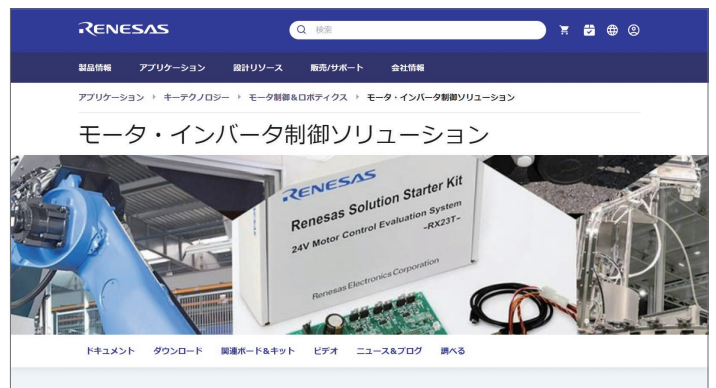 RENESAS
検索
製品情報 アプリケーション 設計リソース 販売/サポート 会社情報
アプリケーション › キーテクノロジー › モータ制御&ロボティクス › モータ・インバータ制御ソリューション
モータ・インバータ制御ソリューション
RENESAS
Renesas Solution Starter Kit
24V Motor Control Evaluation System
-RX23T-
Renesas Electronics Corporation
ドキュメント ダウンロード 関連ボード&キット ビデオ ニュース&ブログ 調べる